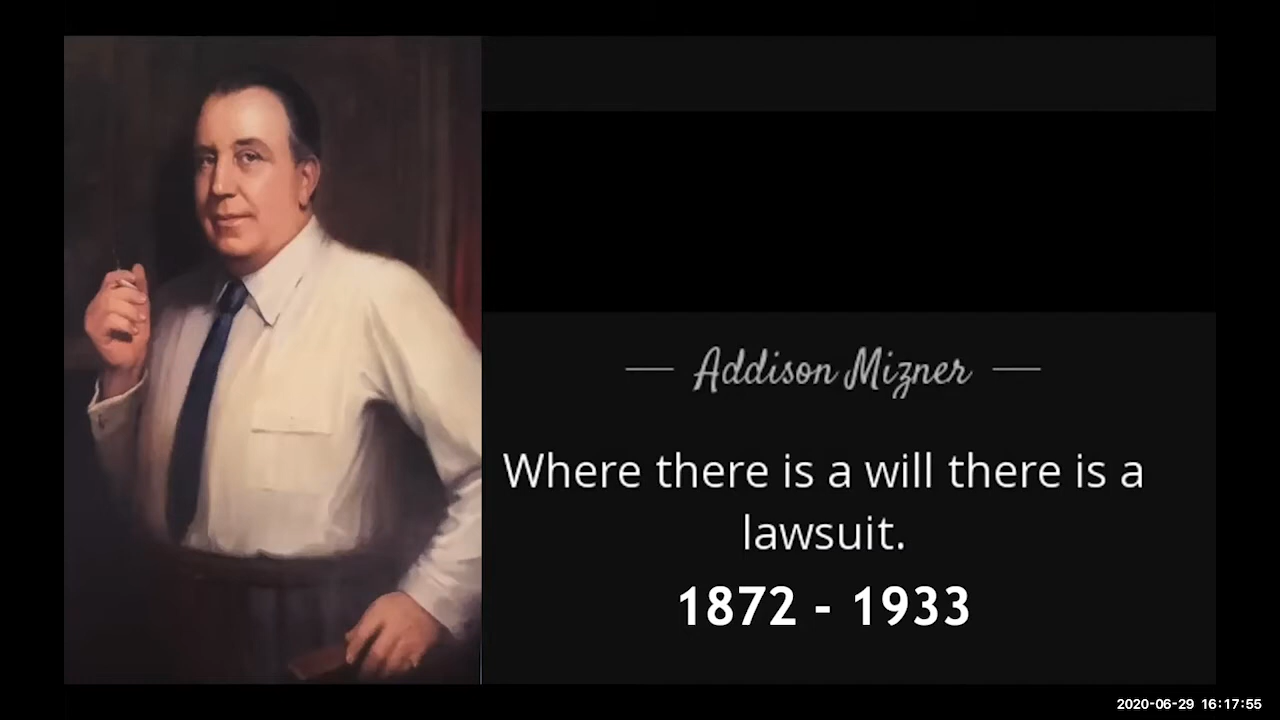 Addison Mizner
Where there is a will there is a
lawsuit.
1872 - 1933
2020-06-29 16:17:55